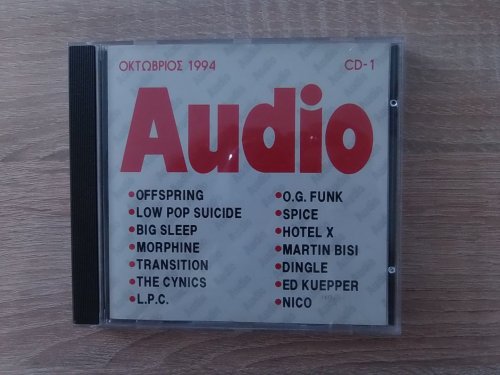 ΟΚΤΩΒΡΙΟΣ 1994 CD-1
Audio
• OFFSPRING
• LOW POP SUICIDE
• BIG SLEEP
• MORPHINE
• TRANSITION
• THE CYNICS
• L.P.C.
• O.G. FUNK
• SPICE
• HOTEL X
• MARTIN BISI
• DINGLE
• ED KUEPPER
• NICO